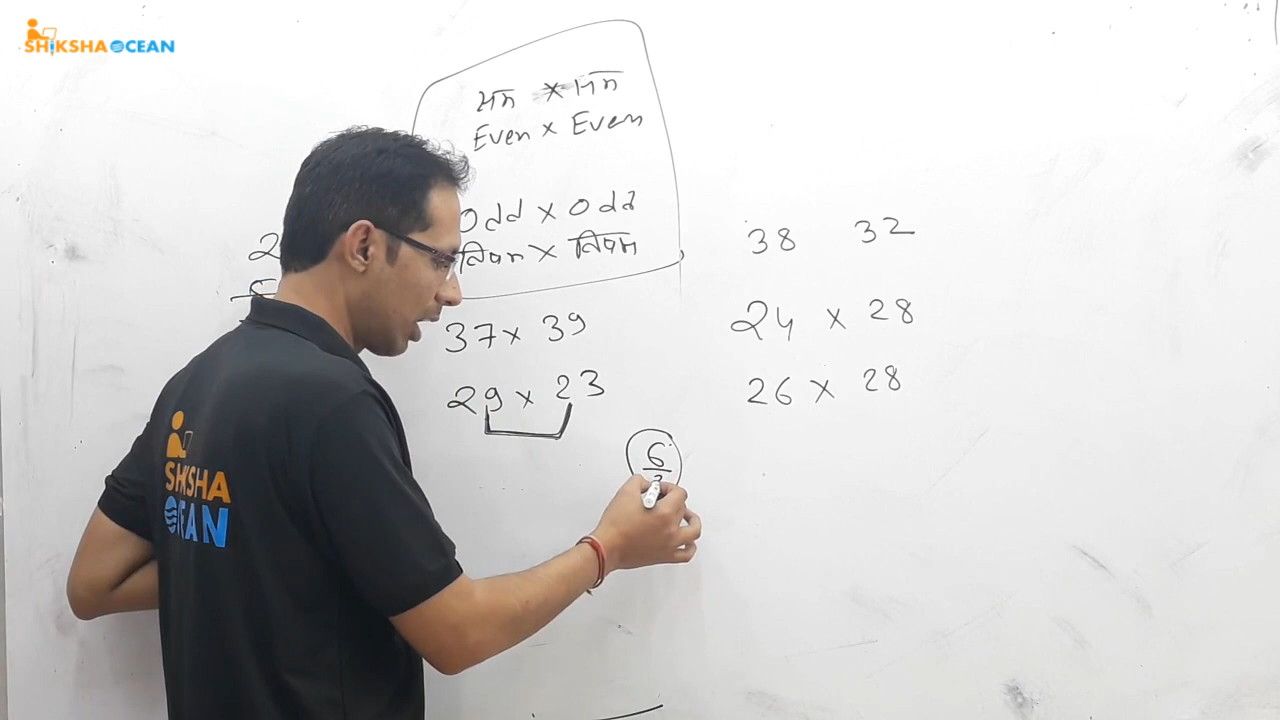 SHIKSHA OCEAN
सम × सम
Even × Even
Odd × Odd
विषम × विषम
37 × 39
29 × 23
6
38 32
24 × 28
26 × 28
SHIKSHA
OCEAN